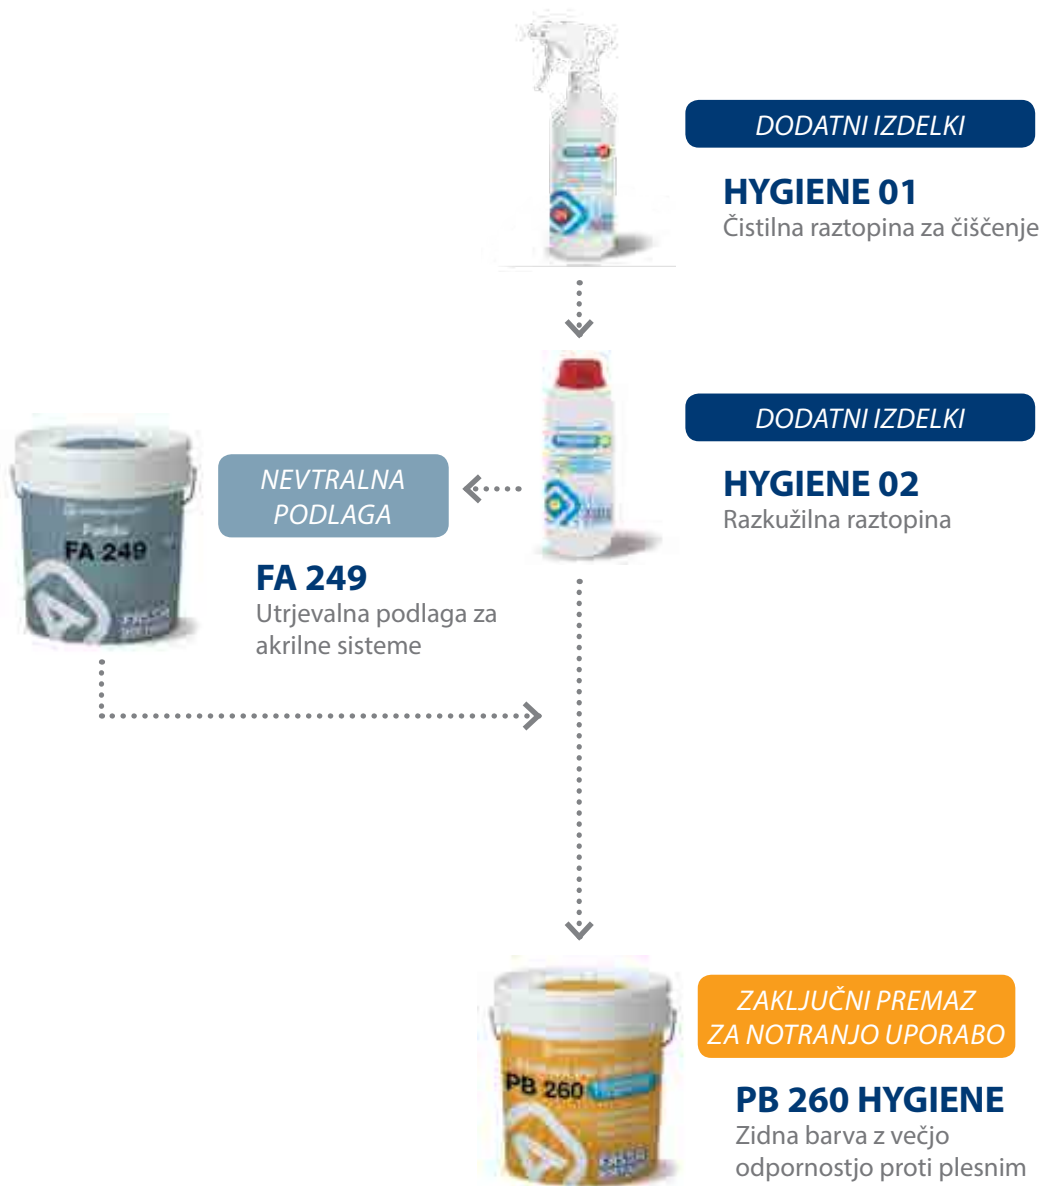 DODATNI IZDELKI
HYGIENE 01
Čistilna raztopina za čiščenje
DODATNI IZDELKI
HYGIENE 02
Razkužilna raztopina
NEVTRALNA
PODLAGA
FA 249
Utrjevalna podlaga za
akrilne sisteme
FA 249
ZAKLJUČNI PREMAZ
ZA NOTRANJO UPORABO
PB 260 HYGIENE
Zidna barva z večjo
odpornostjo proti plesnim
PB 260